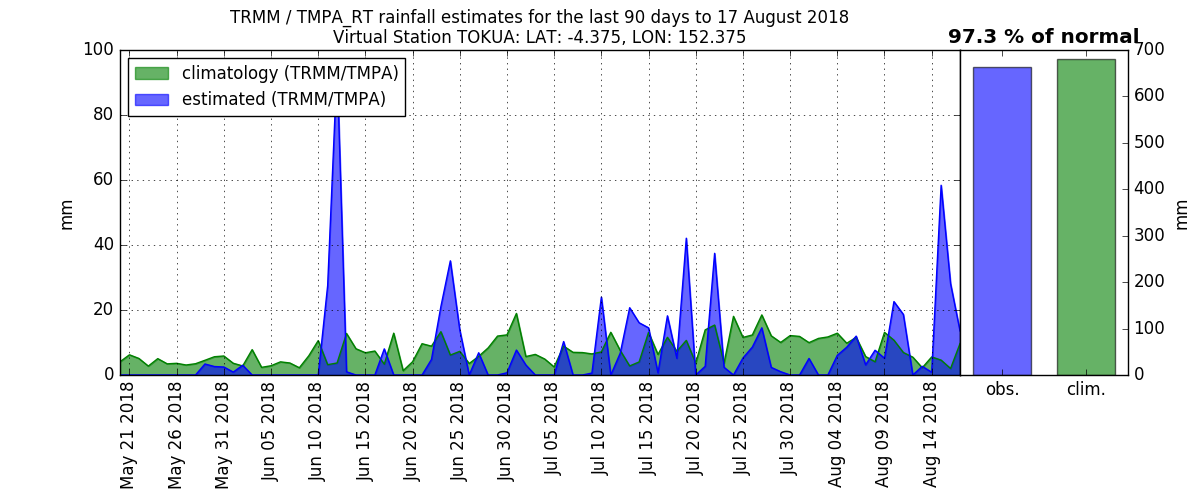 TRMM / TMPA_RT rainfall estimates for the last 90 days to 17 August 2018
Virtual Station TOKUA: LAT: -4.375, LON: 152.375
97.3 % of normal
climatology (TRMM/TMPA)
estimated (TRMM/TMPA)
mm
100
80
60
40
20
0
May 21 2018
May 26 2018
May 31 2018
Jun 05 2018
Jun 10 2018
Jun 15 2018
Jun 20 2018
Jun 25 2018
Jun 30 2018
Jul 05 2018
Jul 10 2018
Jul 15 2018
Jul 20 2018
Jul 25 2018
Jul 30 2018
Aug 04 2018
Aug 09 2018
Aug 14 2018
obs.
clim.
700
600
500
400
300
200
100
0
mm